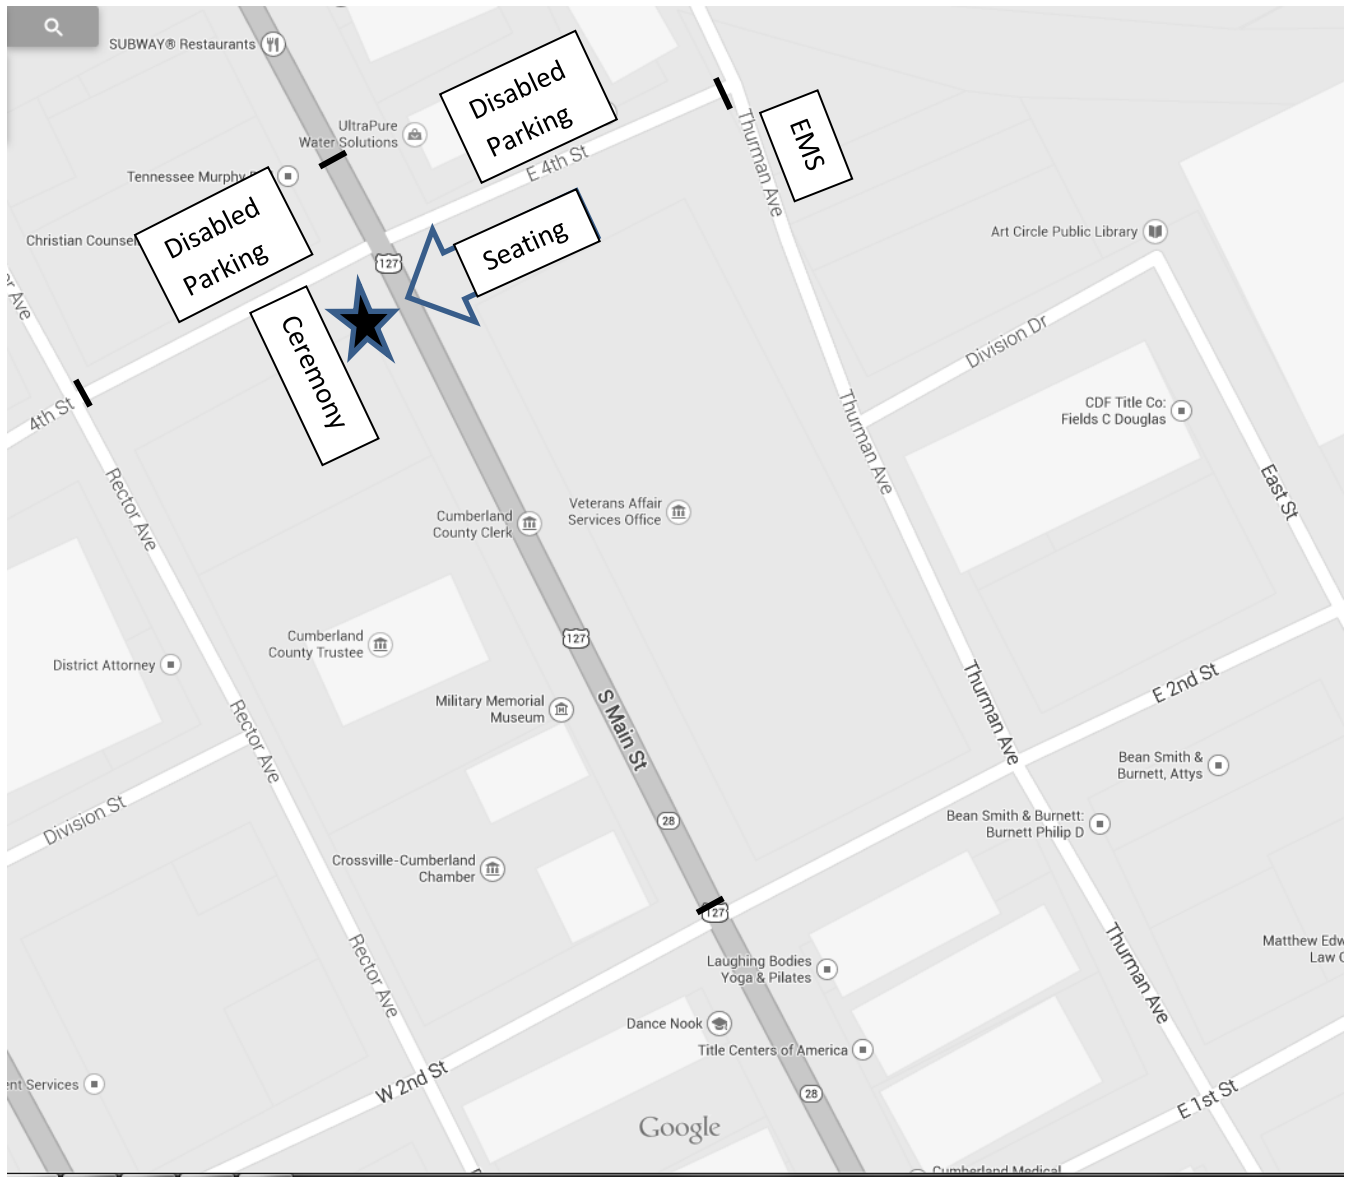 SUBWAY® Restaurants
Disabled
Parking
UltraPure
Water Solutions
E 4th St
Thurman Ave
EMS
Tennessee Murphy
Disabled
Parking
Christian
Seating
127
Art Circle Public Library
Ceremony
Division Dr
4th St
CDF Title Co:
Fields C Douglas
Thurman Ave
Rector Ave
East St
Cumberland
County Clerk
Veterans Affair
Services Office
127
Cumberland
County Trustee
District Attorney
Military Memorial
Museum
S Main St
Rector Ave
Thurman Ave
E 2nd St
Bean Smith &
Burnett, Attys
Division St
28
Bean Smith & Burnett:
Burnett Philip D
Crossville-Cumberland
Chamber
127
Rector Ave
Laughing Bodies
Yoga & Pilates
Thurman Ave
Matthew
Law
Dance Nook
Title Centers of America
W 2nd St
Services
28
E 1st St
Google
Cumberland Medical